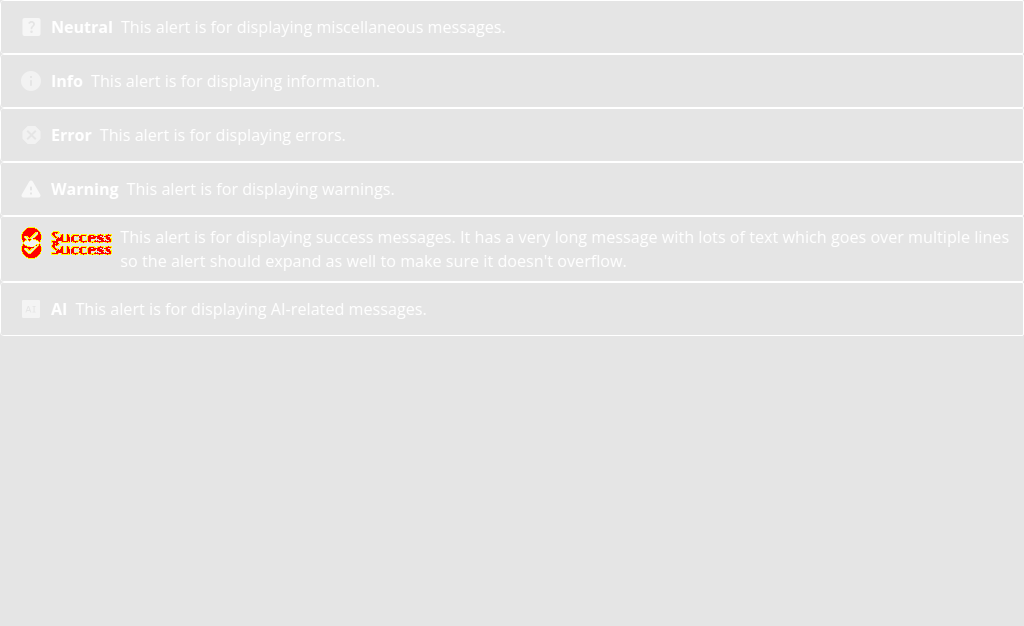 ? Neutral This alert is for displaying miscellaneous messages.
i Info This alert is for displaying information.
Error This alert is for displaying errors.
Warning This alert is for displaying warnings.
Success This alert is for displaying success messages. It has a very long message with lots of text which goes over multiple lines
Success so the alert should expand as well to make sure it doesn't overflow.
AI AI This alert is for displaying AI-related messages.